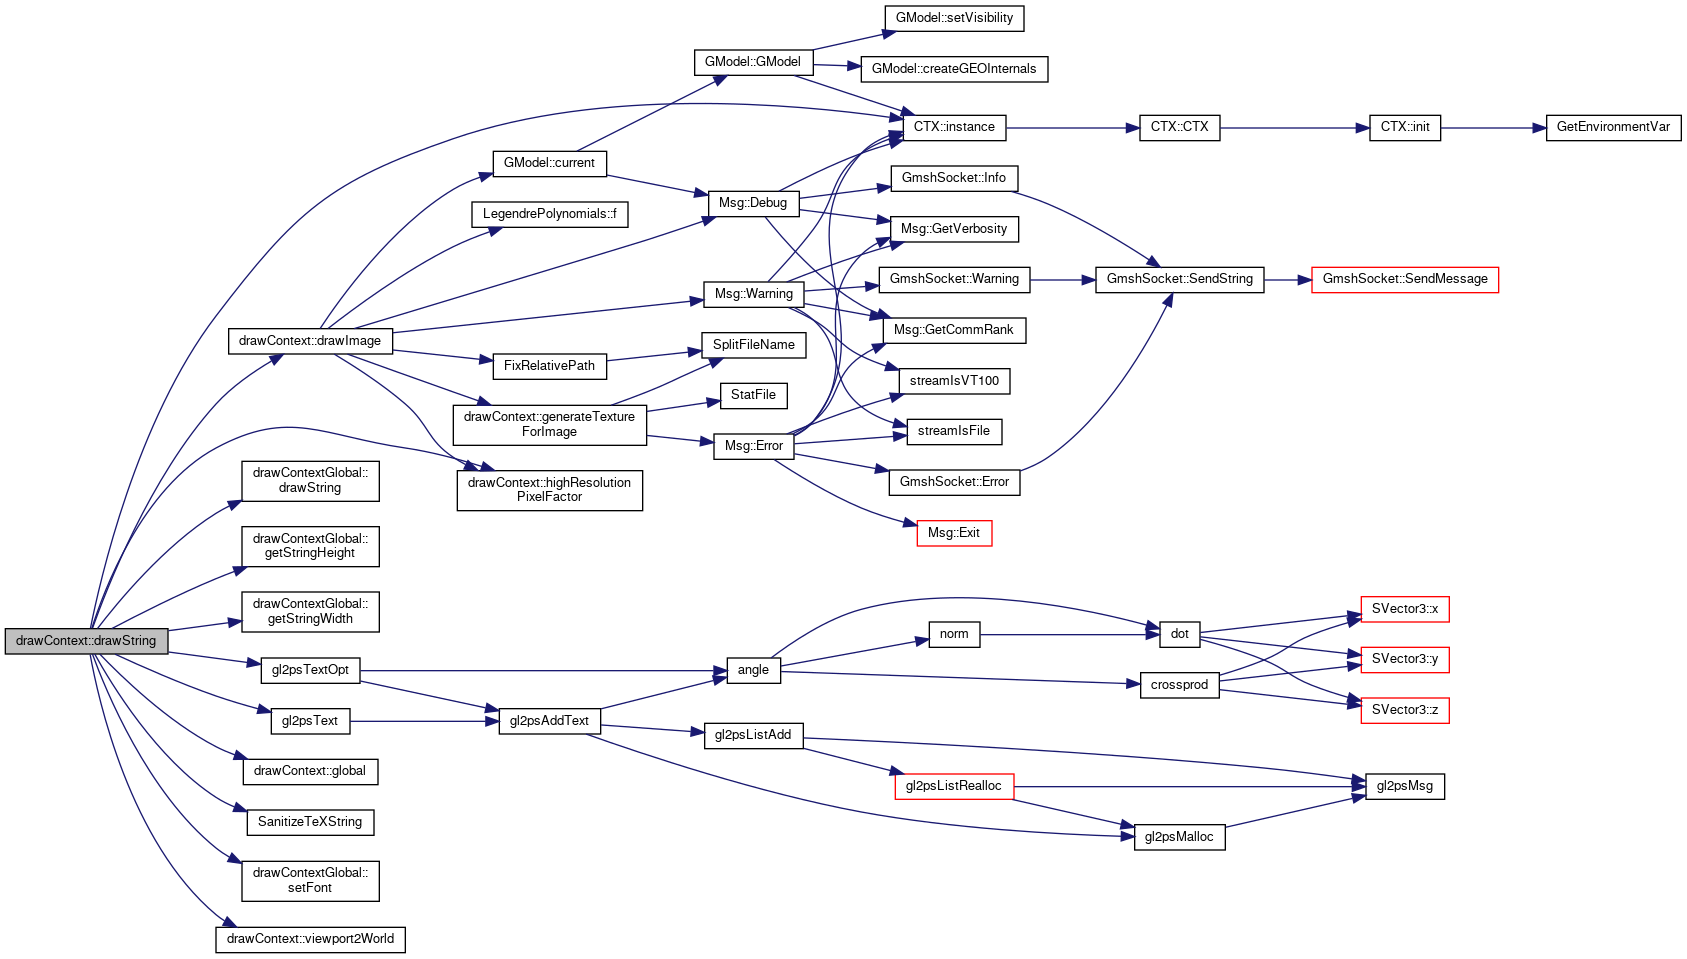 GModel::setVisibility
GModel::GModel
GModel::createGEOInternals
CTX::instance
CTX::CTX
CTX::init
GetEnvironmentVar
GModel::current
GmshSocket::Info
Msg::Debug
LegendrePolynomials::f
Msg::GetVerbosity
GmshSocket::Warning
GmshSocket::SendString
GmshSocket::SendMessage
Msg::Warning
Msg::GetCommRank
drawContext::drawImage
SplitFileName
FixRelativePath
streamIsVT100
StatFile
drawContext::generateTexture
ForImage
streamIsFile
Msg::Error
drawContextGlobal::
drawString
GmshSocket::Error
drawContext::highResolution
PixelFactor
Msg::Exit
drawContextGlobal::
getStringHeight
drawContextGlobal::
getStringWidth
SVector3::x
drawContext::drawString
norm
dot
SVector3::y
gl2psTextOpt
angle
crossprod
SVector3::z
gl2psText
gl2psAddText
gl2psListAdd
drawContext::global
gl2psListRealloc
gl2psMsg
SanitizeTeXString
gl2psMalloc
drawContextGlobal::
setFont
drawContext::viewport2World